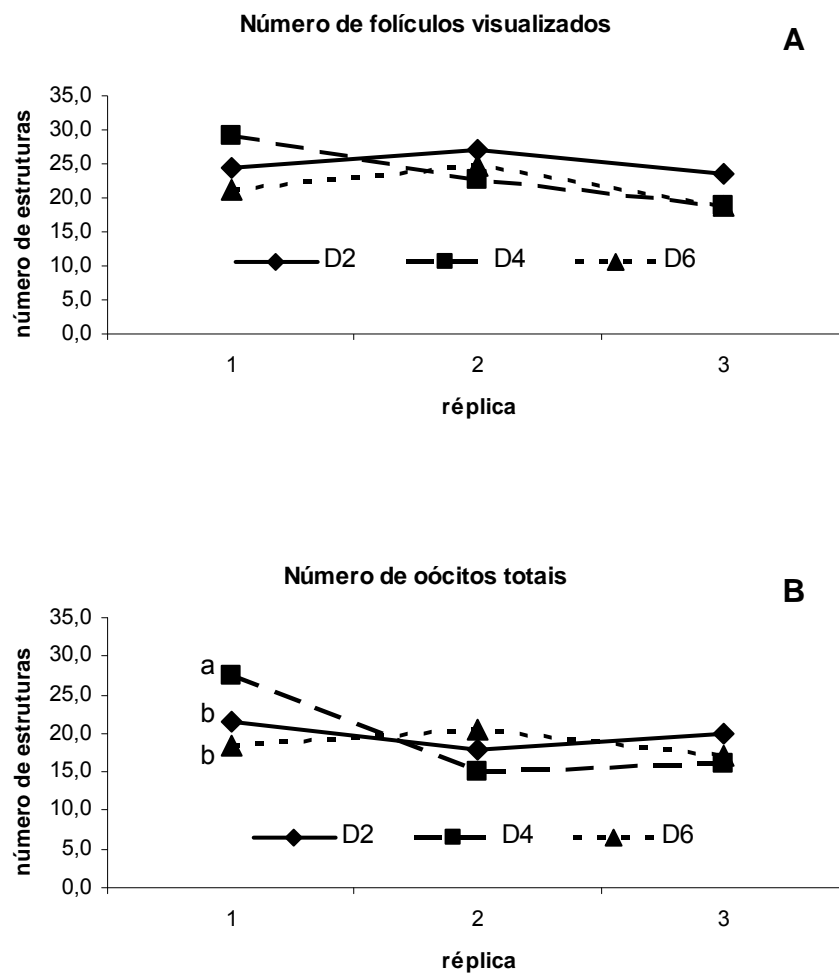 Número de folículos visualizados
A
número de estruturas
35,0
30,0
25,0
20,0
15,0
10,0
5,0
0,0
D2 D4 D6
1 2 3
réplica
Número de oócitos totais
B
número de estruturas
35,0
30,0
25,0
20,0
15,0
10,0
5,0
0,0
a
b
b
D2 D4 D6
1 2 3
réplica